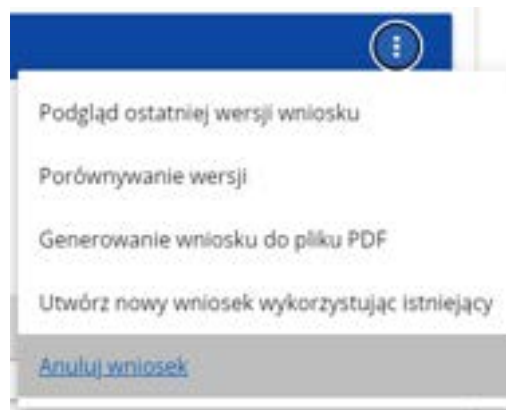 Podgląd ostatniej wersji wniosku
Porównywanie wersji
Generowanie wniosku do pliku PDF
Utwórz nowy wniosek wykorzystując istniejący
Anuluj wniosek